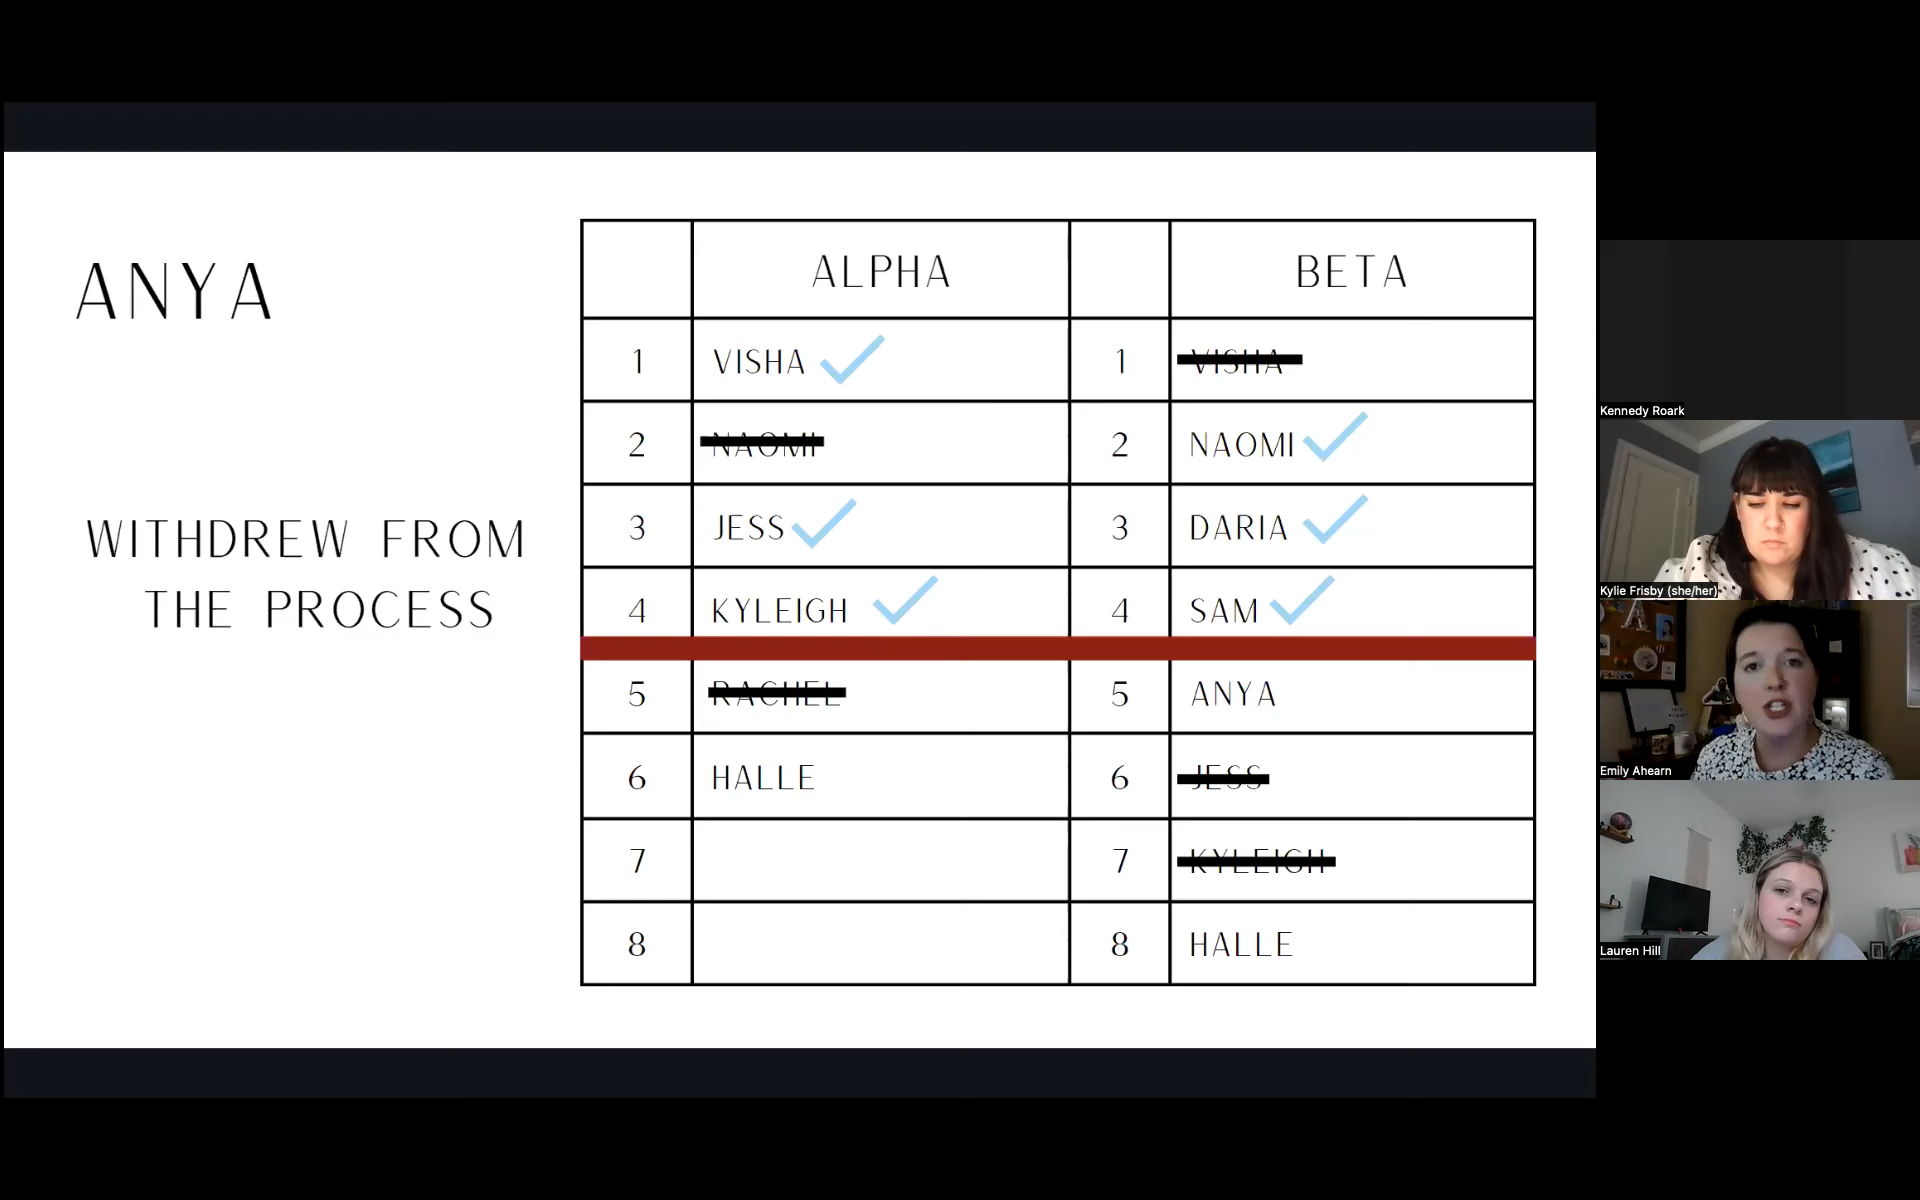 ANYA
WITHDREW FROM
THE PROCESS
ALPHA BETA
1 VISHA 1 VISHA
2 NAOMI 2 NAOMI
3 JESS 3 DARIA
4 KYLEIGH 4 SAM
5 RACHEL 5 ANYA
6 HALLE 6 JESS
7 7 KYLEIGH
8 8 HALLE
Kennedy Roark
Kylie Frisby (she/her)
Emily Ahearn
Lauren Hill